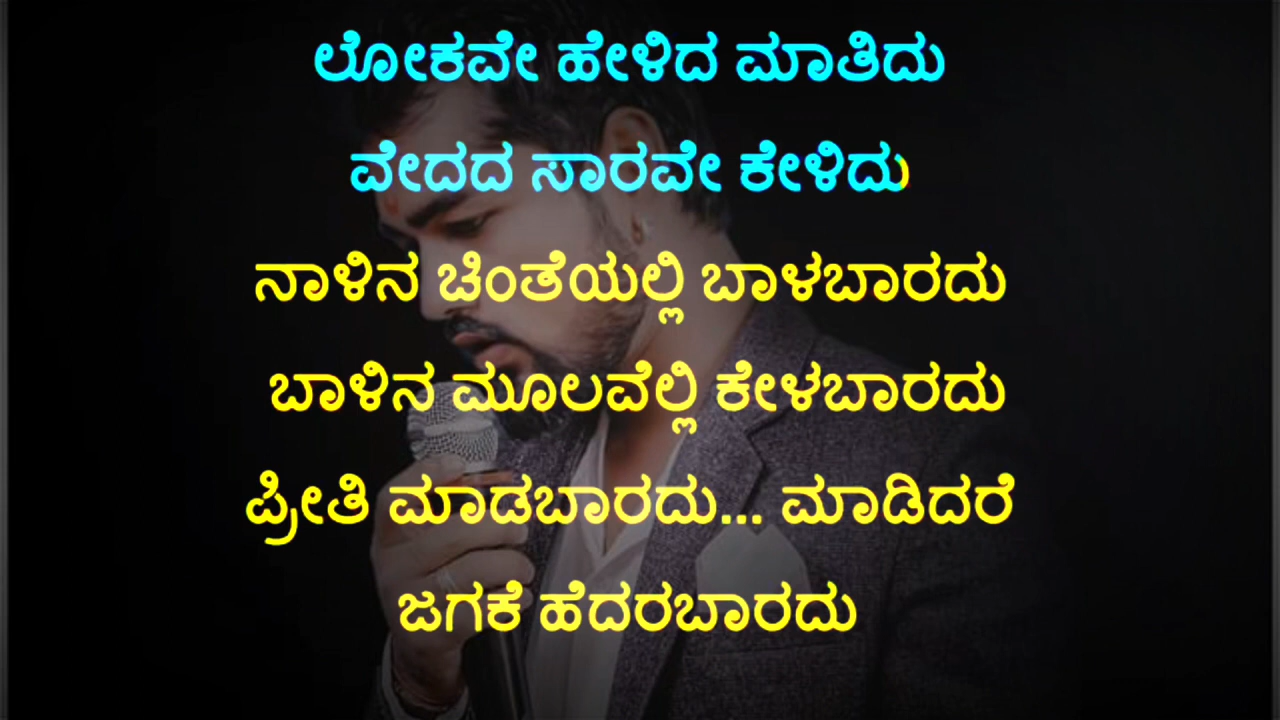 ಲೋಕವೇ ಹೇಳಿದ ಮಾತಿದು
ವೇದದ ಸಾರವೇ ಕೇಳಿದು
ನಾಳಿನ ಚಿಂತೆಯಲ್ಲಿ ಬಾಳಬಾರದು
ಬಾಳಿನ ಮೂಲವೆಲ್ಲಿ ಕೇಳಬಾರದು
ಪ್ರೀತಿ ಮಾಡಬಾರದು... ಮಾಡಿದರೆ
ಜಗಕೆ ಹೆದರಬಾರದು